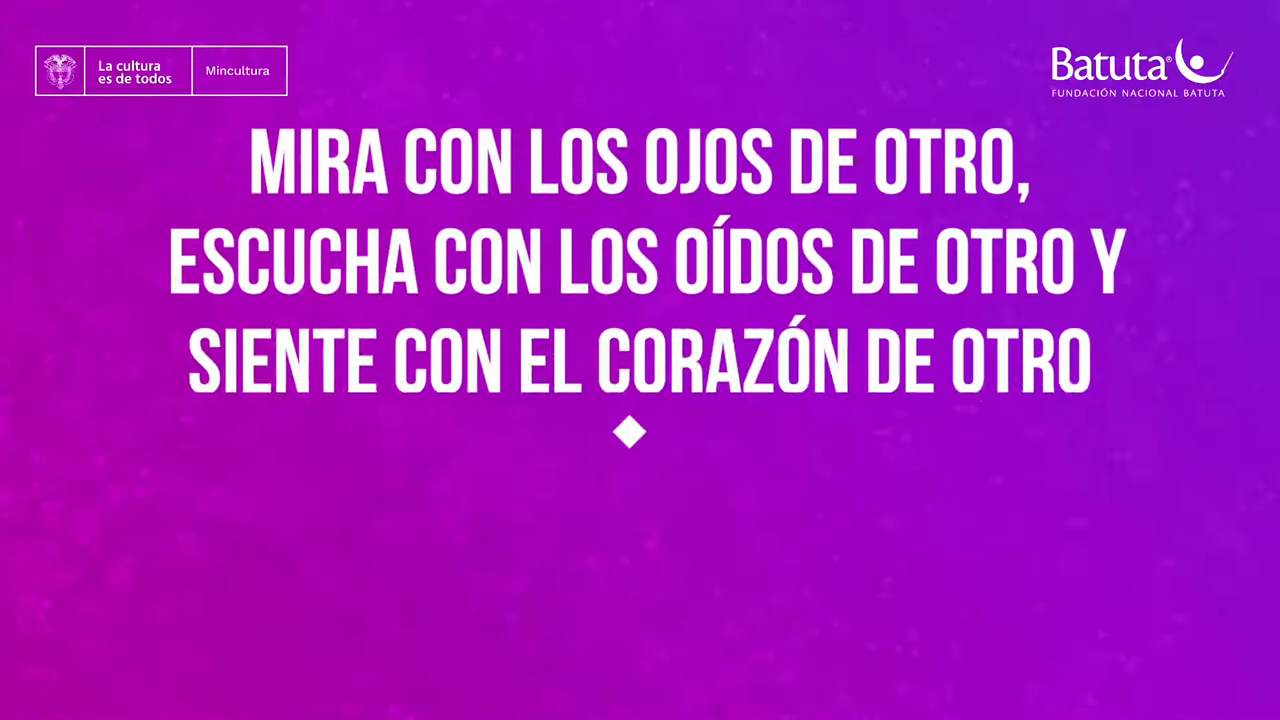 La cultura
es de todos
Mincultura
Batuta®
FUNDACIÓN NACIONAL BATUTA
MIRA CON LOS OJOS DE OTRO,
ESCUCHA CON LOS OÍDOS DE OTRO Y
SIENTE CON EL CORAZÓN DE OTRO